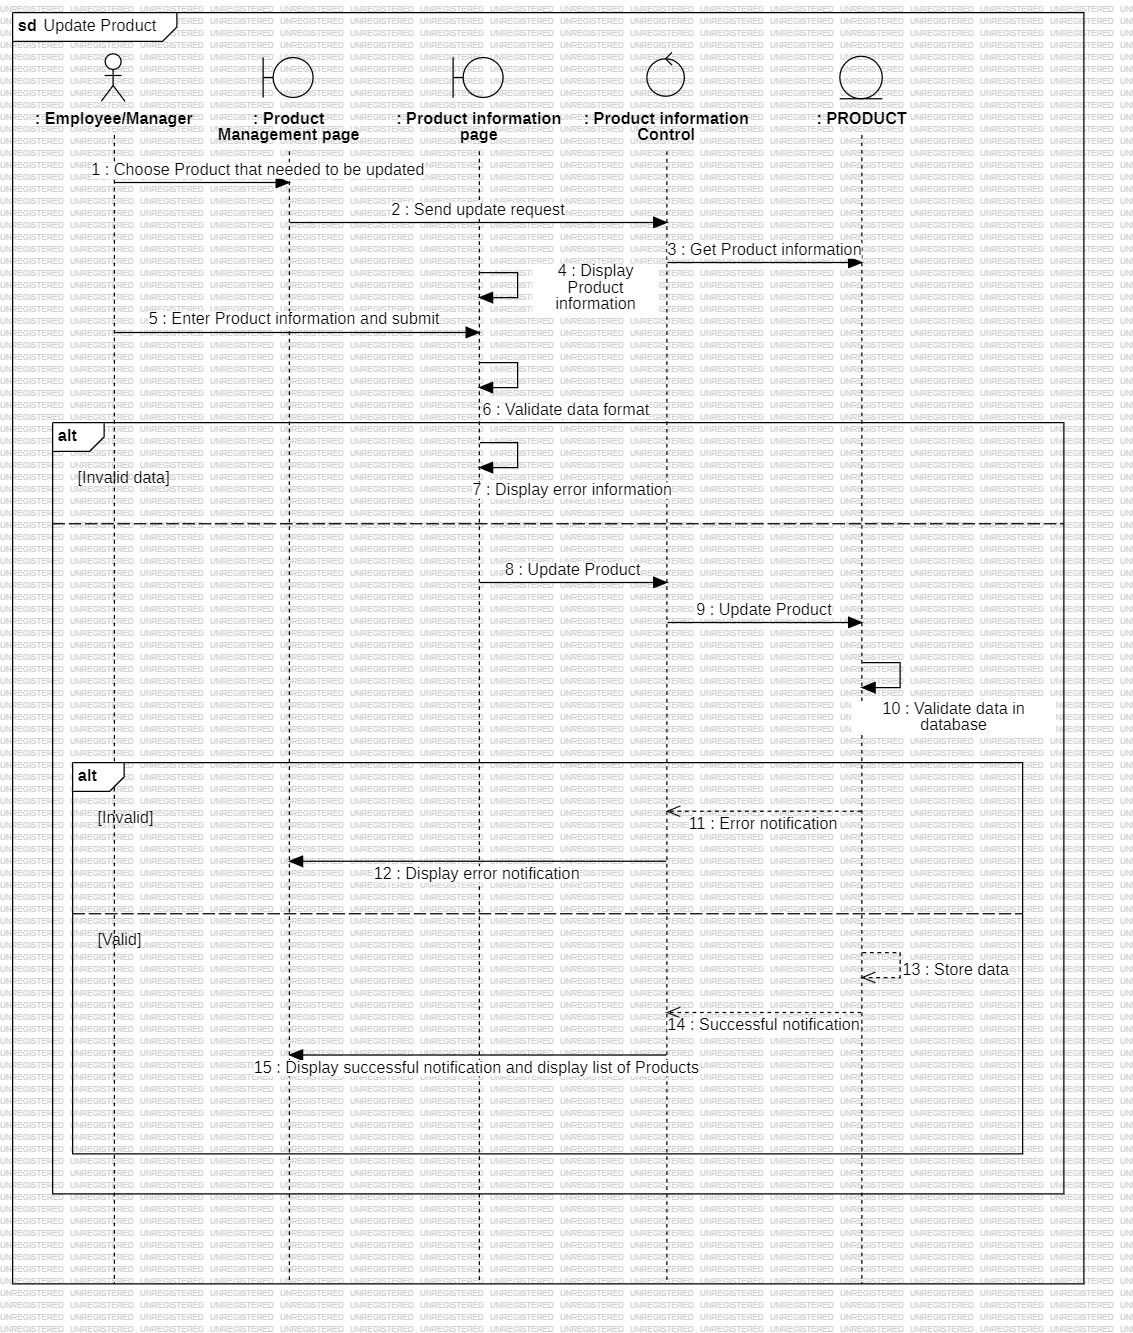 sd Update Product
: Employee/Manager
: Product
Management page
: Product information
page
: Product information
Control
: PRODUCT
1 : Choose Product that needed to be updated
2 : Send update request
3 : Get Product information
4 : Display
Product
information
5 : Enter Product information and submit
6 : Validate data format
alt
[Invalid data]
7 : Display error information
8 : Update Product
9 : Update Product
10 : Validate data in
database
alt
[Invalid]
11 : Error notification
12 : Display error notification
[Valid]
13 : Store data
14 : Successful notification
15 : Display successful notification and display list of Products
UNREGISTERED